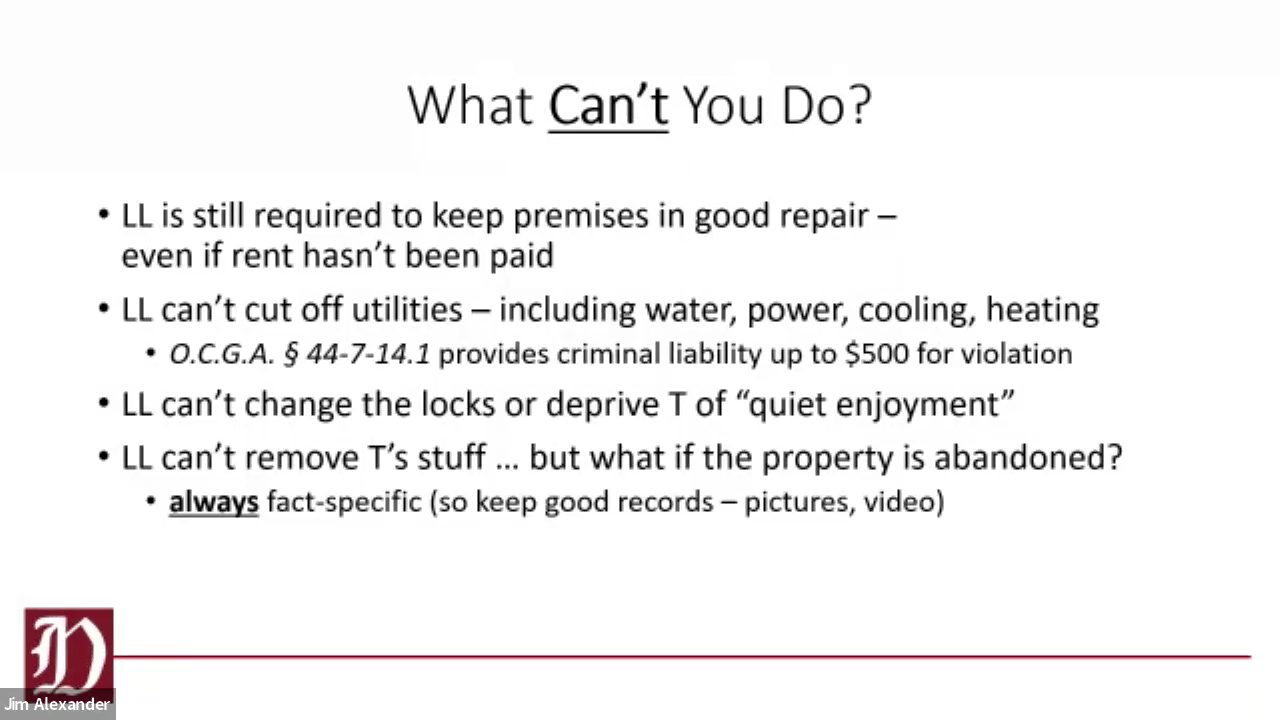 What Can't You Do?
• LL is still required to keep premises in good repair –
even if rent hasn't been paid
• LL can't cut off utilities – including water, power, cooling, heating
• O.C.G.A. § 44-7-14.1 provides criminal liability up to $500 for violation
• LL can't change the locks or deprive T of “quiet enjoyment”
• LL can't remove T's stuff … but what if the property is abandoned?
• always fact-specific (so keep good records – pictures, video)
D
Jim Alexander